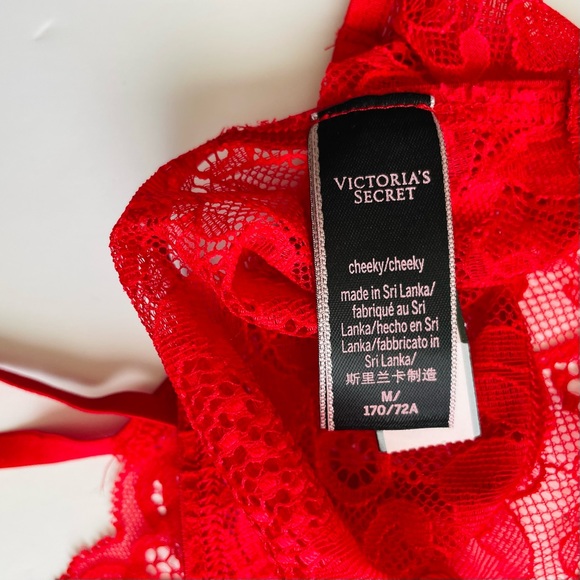 VICTORIA'S
SECRET
cheeky/cheeky
made in Sri Lanka/
fabriqué au Sri
Lanka/hecho en Sri
Lanka/fabbricato in
Sri Lanka/
斯里兰卡制造
M/
170/72A